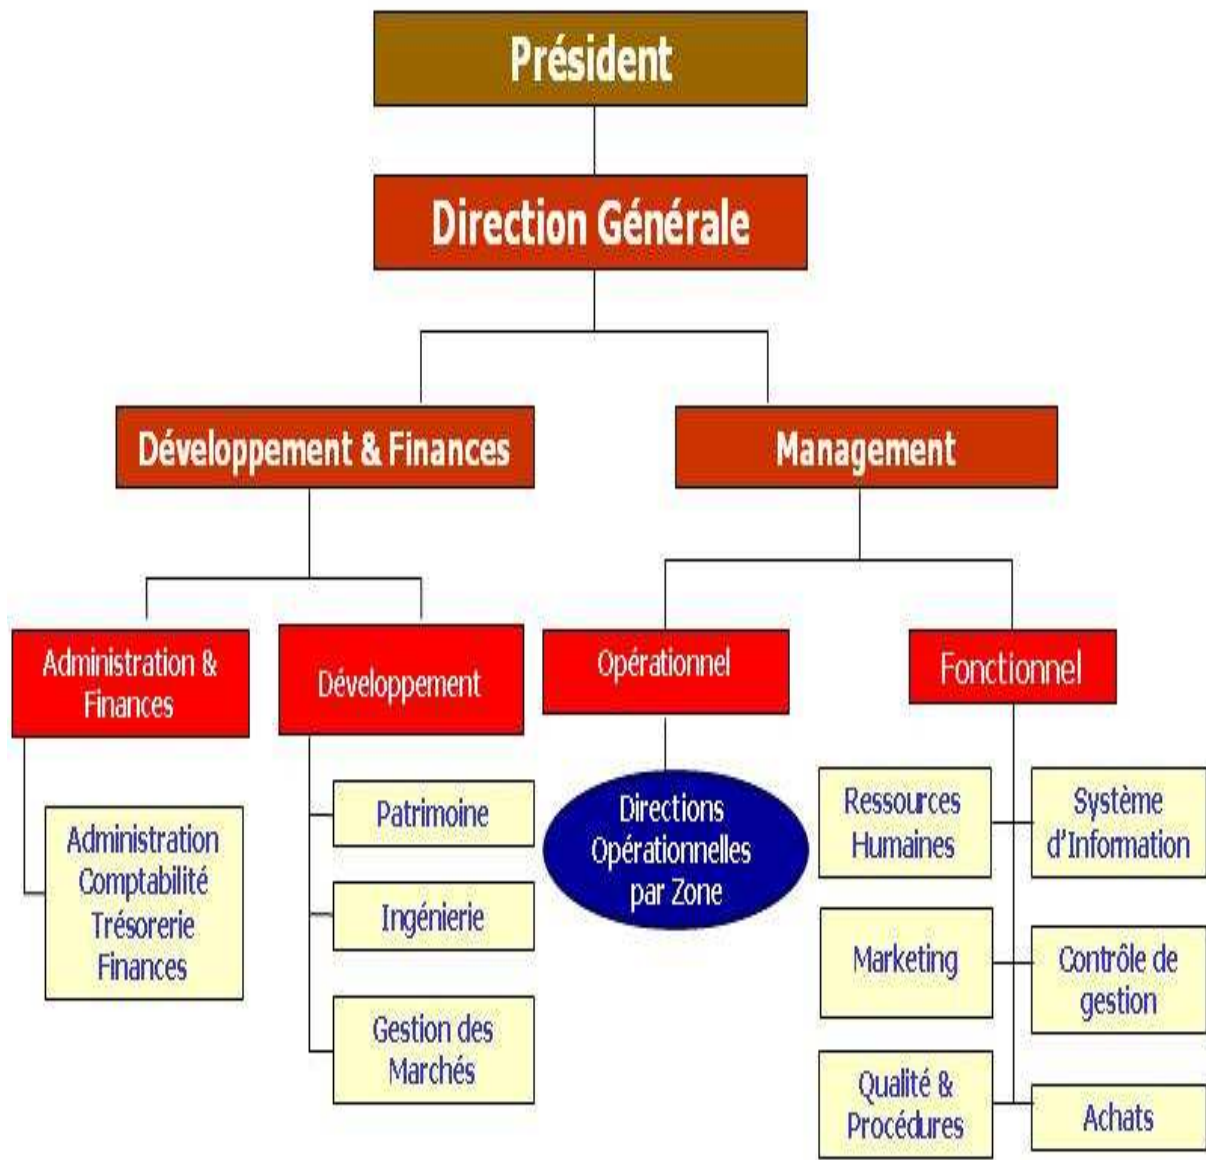 Président
Direction Générale
Développement & Finances
Management
Administration &
Finances
Développement
Opérationnel
Fonctionnel
Administration
Comptabilité
Trésorerie
Finances
Patrimoine
Ingénierie
Gestion des
Marchés
Directions
Opérationnelles
par Zone
Ressources
Humaines
Système
d'Information
Marketing
Contrôle de
gestion
Qualité &
Procédures
Achats